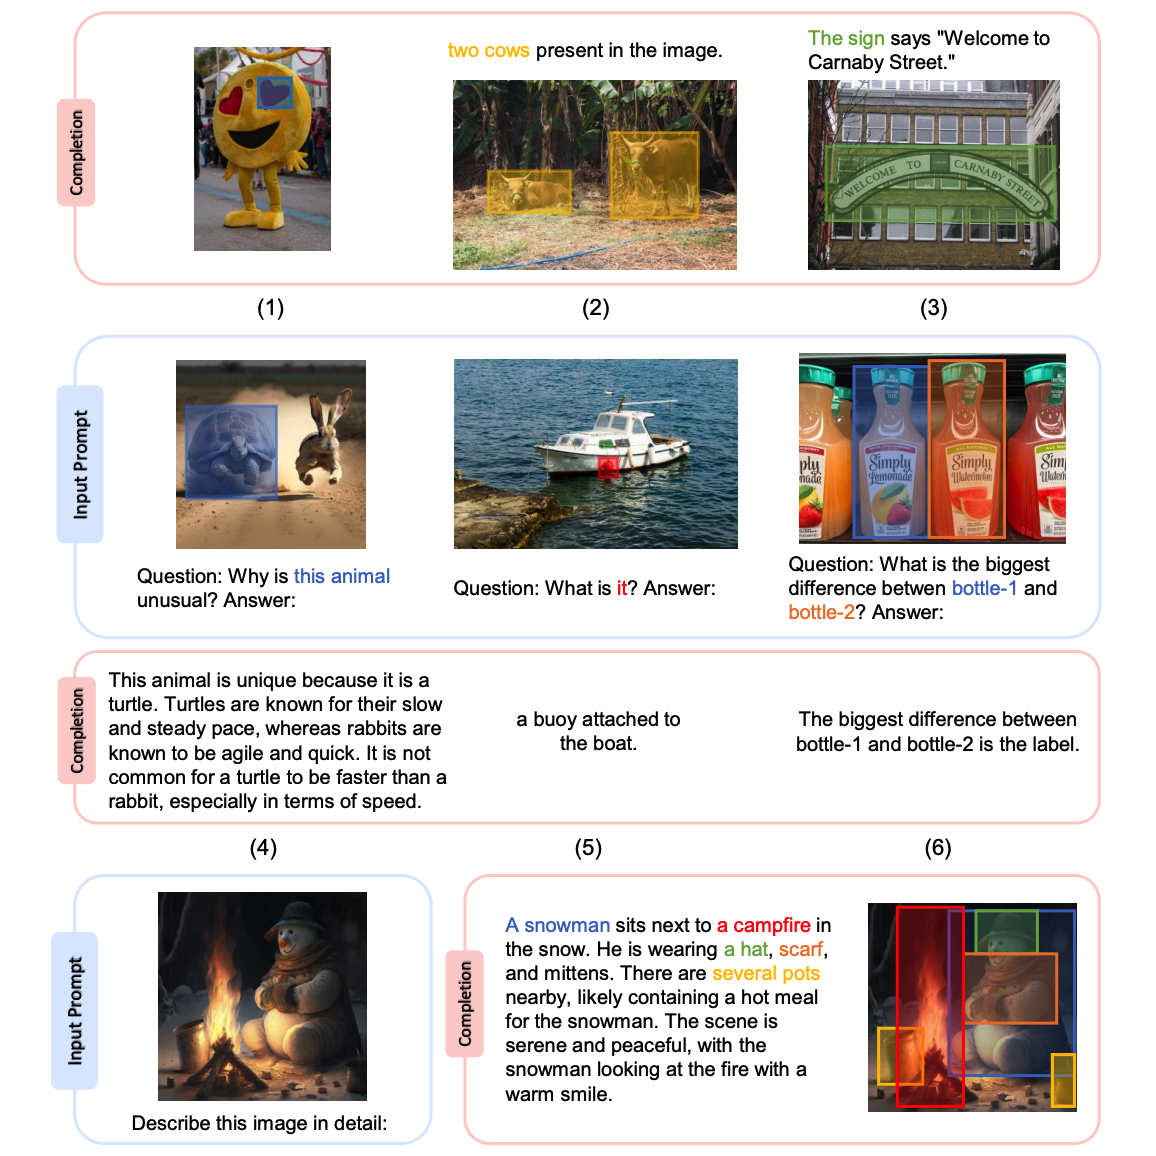 Completion
two cows present in the image.
The sign says "Welcome to
Carnaby Street."
WELCOME TO CARNABY STREET
(1)
(2)
(3)
Input Prompt
Question: Why is this animal
unusual? Answer:
Question: What is it? Answer:
Simply
Lemonade
Simply
Watermelon
Question: What is the biggest
difference betwen bottle-1 and
bottle-2? Answer:
Completion
This animal is unique because it is a
turtle. Turtles are known for their slow
and steady pace, whereas rabbits are
known to be agile and quick. It is not
common for a turtle to be faster than a
rabbit, especially in terms of speed.
a buoy attached to
the boat.
The biggest difference between
bottle-1 and bottle-2 is the label.
(4)
(5)
(6)
Input Prompt
Describe this image in detail:
Completion
A snowman sits next to a campfire in
the snow. He is wearing a hat, scarf,
and mittens. There are several pots
nearby, likely containing a hot meal
for the snowman. The scene is
serene and peaceful, with the
snowman looking at the fire with a
warm smile.